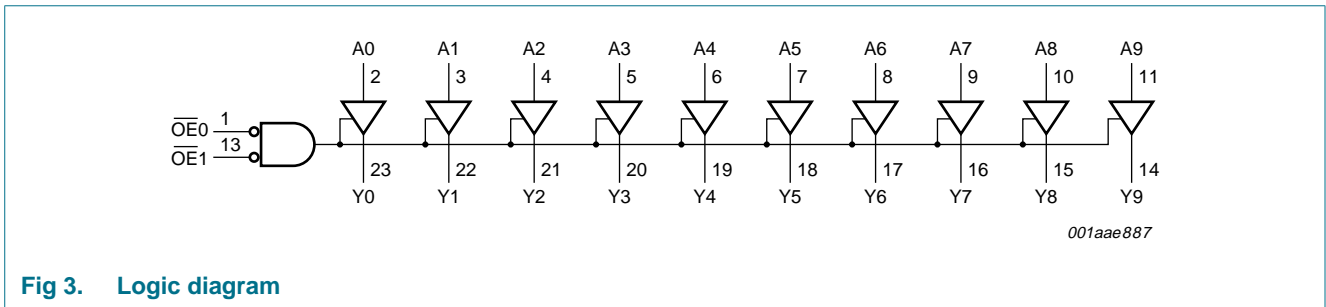 A0 A1 A2 A3 A4 A5 A6 A7 A8 A9
2 3 4 5 6 7 8 9 10 11
O̅E̅0 1
O̅E̅1 13
23 22 21 20 19 18 17 16 15 14
Y0 Y1 Y2 Y3 Y4 Y5 Y6 Y7 Y8 Y9
001aae887
Fig 3. Logic diagram